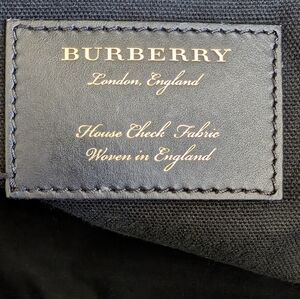 BURBERRY
London, England
House Check Fabric
Woven in England